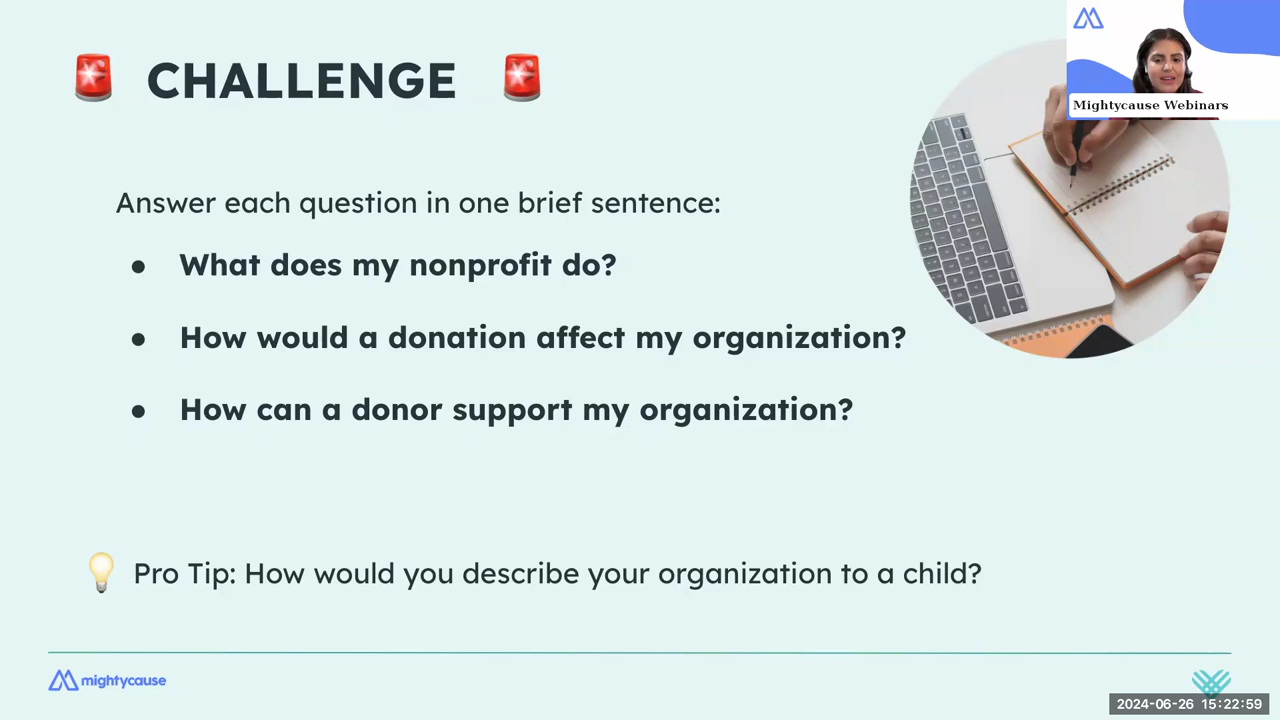 CHALLENGE
Mightycause Webinars
Answer each question in one brief sentence:
● What does my nonprofit do?
● How would a donation affect my organization?
● How can a donor support my organization?
Pro Tip: How would you describe your organization to a child?
mightycause
2024-06-26 15:22:59